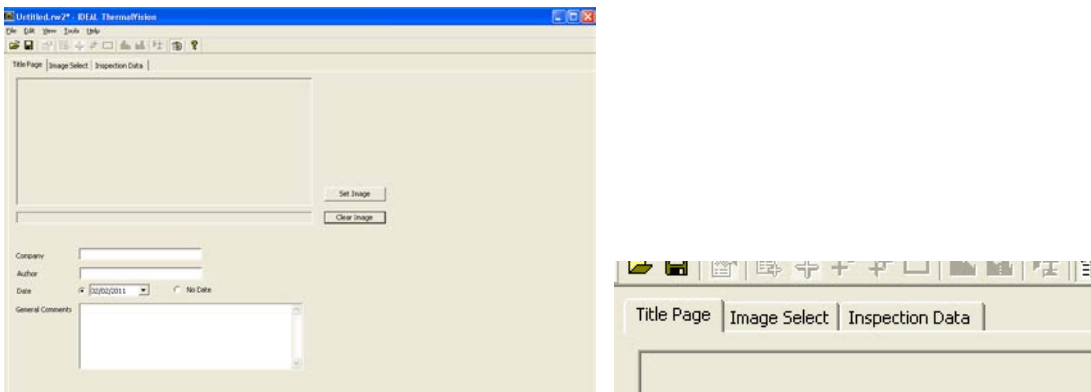 Untitled.rw2* - IDEAL ThermalVision
File Edit View Tools Help
Title Page Image Select Inspection Data
Set Image
Clear Image
Company
Author
Date 02/02/2011 No Date
General Comments
Title Page Image Select Inspection Data